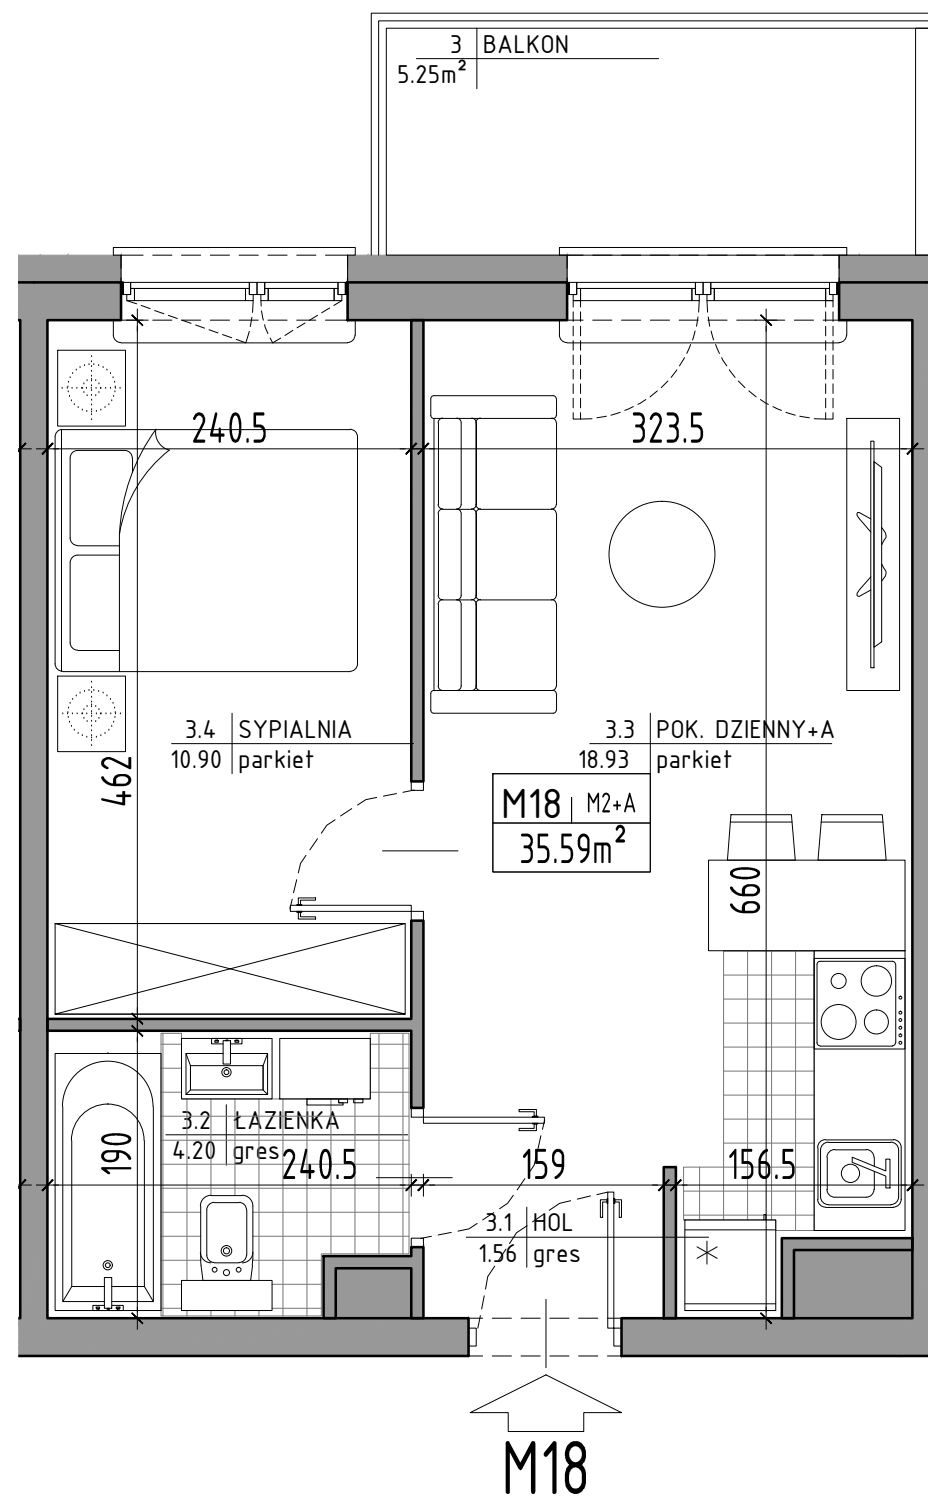 3 BALKON
5.25m²
240.5
323.5
3.4 SYPIALNIA
10.90 parkiet
3.3 POK. DZIENNY+A
18.93 parkiet
462
M18 M2+A
35.59m²
660
3.2 ŁAZIENKA
4.20 gres
190
240.5
159
156.5
3.1 HOL
1.56 gres
M18